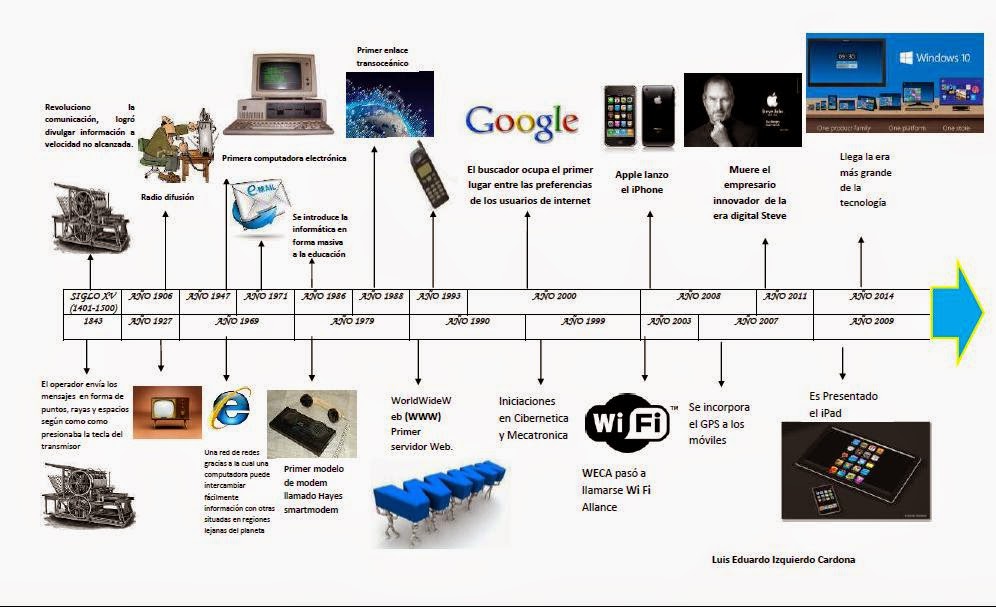 Primer enlace
transoceánico
Windows 10
One product family
One platform
One store
Revoluciono la
comunicación, logró
divulgar información a
velocidad no alcanzada.
Google
Primera computadora electrónica
El buscador ocupa el primer
lugar entre las preferencias
de los usuarios de internet
Apple lanzo
el iPhone
Muere el
empresario
innovador de la
era digital Steve
Llega la era
más grande
de la
tecnología
Radio difusión
E-MAIL
Se introduce la
informática en
forma masiva
a la educación
SIGLO XV
(1401-1500)
AÑO 1906
AÑO 1947
AÑO 1971
AÑO 1986
AÑO 1988
AÑO 1993
AÑO 2000
AÑO 2008
AÑO 2011
AÑO 2014
1843
AÑO 1927
AÑO 1969
AÑO 1979
AÑO 1990
AÑO 1999
AÑO 2003
AÑO 2007
AÑO 2009
El operador envía los
mensajes en forma de
puntos, rayas y espacios
según como como
presionaba la tecla del
transmisor
Una red de redes
gracias a la cual una
computadora puede
intercambiar
fácilmente
información con otras
situadas en regiones
lejanas del planeta
Primer modelo
de modem
llamado Hayes
smartmodem
WorldWideW
eb (WWW)
Primer
servidor Web.
WWW
Iniciaciones
en Cibernetica
y Mecatronica
Wi Fi TM
WECA pasó a
llamarse Wi Fi
Allance
Se incorpora
el GPS a los
móviles
Es Presentado
el iPad
Luis Eduardo Izquierdo Cardona